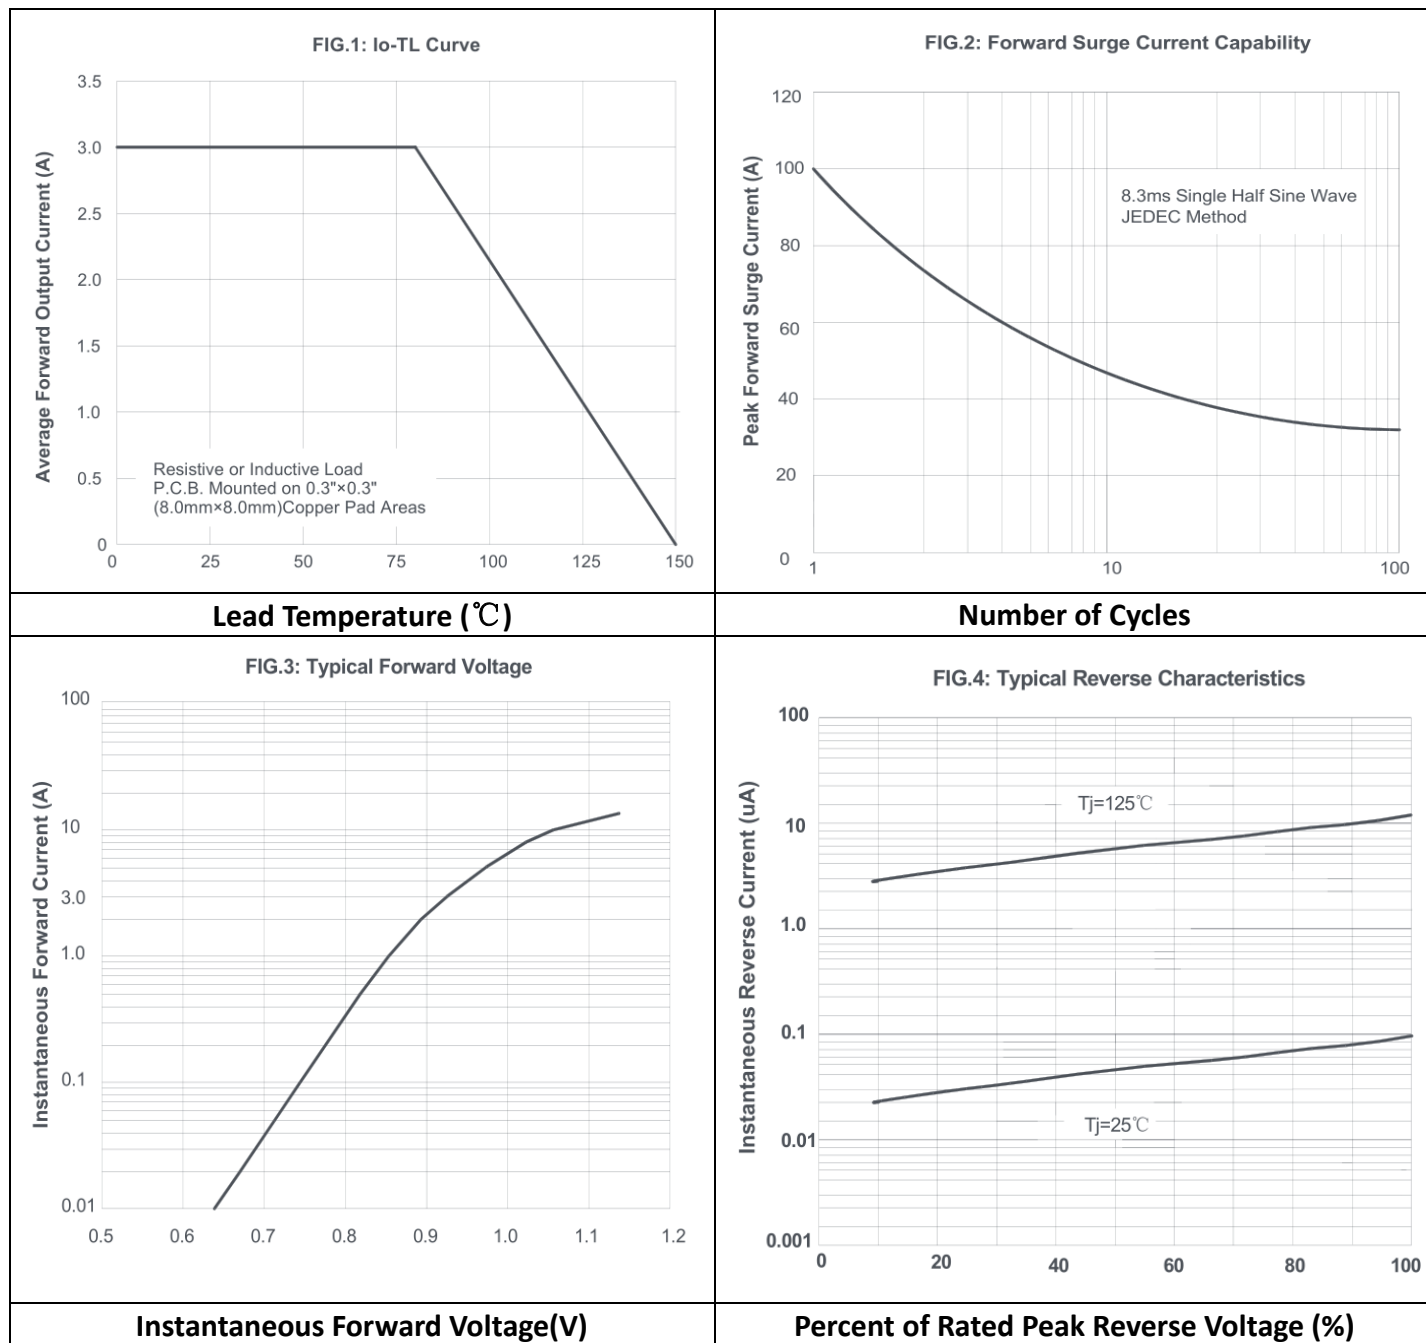 FIG.1: Io-TL Curve
Average Forward Output Current (A)
3.5
3.0
2.5
2.0
1.5
1.0
0.5
0
Resistive or Inductive Load
P.C.B. Mounted on 0.3"×0.3"
(8.0mm×8.0mm)Copper Pad Areas
0 25 50 75 100 125 150
Lead Temperature (℃)
FIG.2: Forward Surge Current Capability
Peak Forward Surge Current (A)
120
100
80
60
40
20
0
8.3ms Single Half Sine Wave
JEDEC Method
1 10 100
Number of Cycles
FIG.3: Typical Forward Voltage
Instantaneous Forward Current (A)
100
10
3.0
1.0
0.1
0.01
0.5 0.6 0.7 0.8 0.9 1.0 1.1 1.2
Instantaneous Forward Voltage(V)
FIG.4: Typical Reverse Characteristics
Instantaneous Reverse Current (uA)
100
10
1.0
0.1
0.01
0.001
Tj=125℃
Tj=25℃
0 20 40 60 80 100
Percent of Rated Peak Reverse Voltage (%)